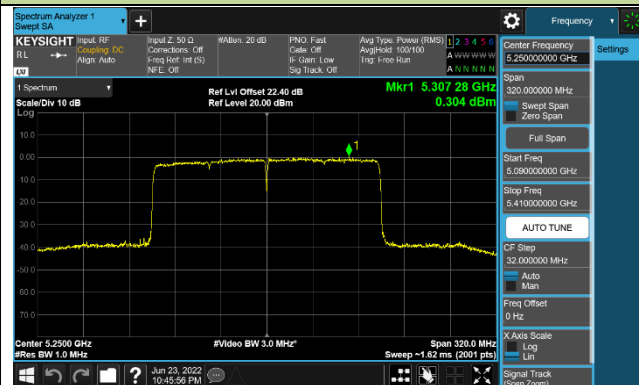 Spectrum Analyzer 1
Swept SA
Frequency
KEYSIGHT
RL
LXI
Input: RF
Coupling: DC
Align: Auto
Input Z: 50 Ω
Corrections: Off
Freq Ref: Int (S)
NFE: Off
#Atten: 20 dB
PNO: Fast
Gate: Off
IF Gain: Low
Sig Track: Off
Avg Type: Power (RMS)
Avg|Hold: 100/100
Trig: Free Run
1 2 3 4 5 6
A W W W W W
A N N N N N
1 Spectrum
Scale/Div 10 dB
Log
Ref Lvl Offset 22.40 dB
Ref Level 20.00 dBm
Mkr1 5.307 28 GHz
0.304 dBm
1
10.0
0.00
-10.0
-20.0
-30.0
-40.0
-50.0
-60.0
-70.0
Center 5.2500 GHz
#Res BW 1.0 MHz
#Video BW 3.0 MHz*
Span 320.0 MHz
Sweep ~1.62 ms (2001 pts)
Center Frequency
5.25000000 GHz
Settings
Span
320.000000 MHz
Swept Span
Zero Span
Full Span
Start Freq
5.090000000 GHz
Stop Freq
5.410000000 GHz
AUTO TUNE
CF Step
32.000000 MHz
Auto
Man
Freq Offset
0 Hz
X Axis Scale
Log
Lin
Signal Track
(Span Zoom)
Jun 23, 2022
10:45:56 PM